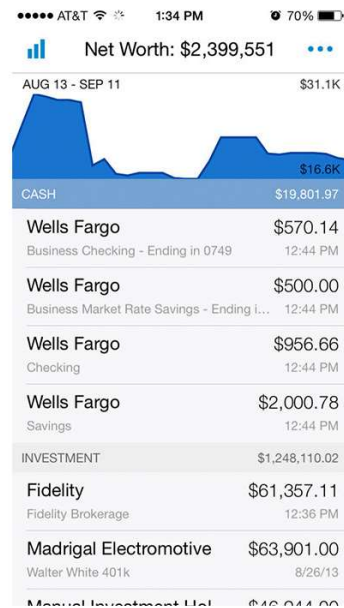 AT&T 1:34 PM 70%
Net Worth: $2,399,551
AUG 13 - SEP 11 $31.1K
$16.6K
CASH $19,801.97
Wells Fargo $570.14
Business Checking - Ending in 0749 12:44 PM
Wells Fargo $500.00
Business Market Rate Savings - Ending i... 12:44 PM
Wells Fargo $956.66
Checking 12:44 PM
Wells Fargo $2,000.78
Savings 12:44 PM
INVESTMENT $1,248,110.02
Fidelity $61,357.11
Fidelity Brokerage 12:36 PM
Madrigal Electromotive $63,901.00
Walter White 401k 8/26/13
Manual Investment Hol